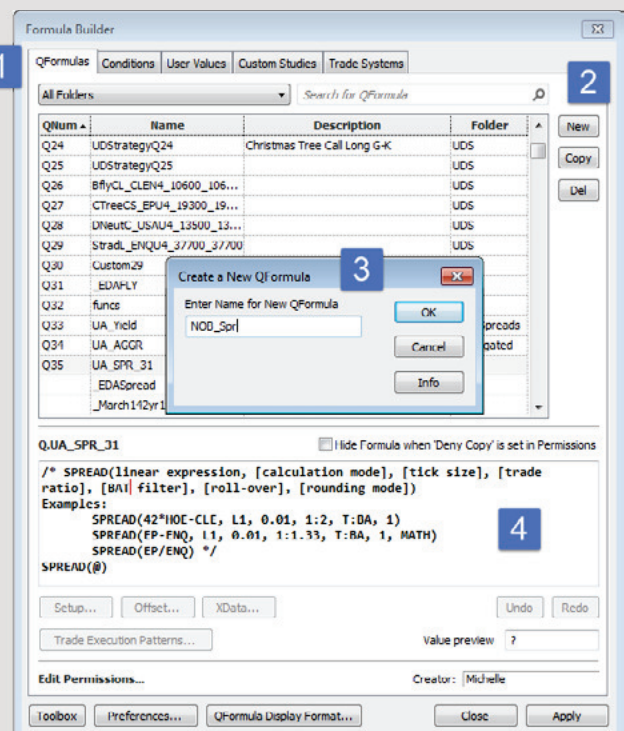 Formula Builder
1
QFormulas Conditions User Values Custom Studies Trade Systems
2
All Folders Search for QFormula
QNum Name Description Folder
New
Q24 UDStrategyQ24 Christmas Tree Call Long G-K UDS
Q25 UDStrategyQ25 UDS
Copy
Q26 BflyCL_CLEN4_10600_106... UDS
Del
Q27 CTreeCS_EPU4_19300_19... UDS
Q28 DNeutC_USAU4_13500_13... UDS
Q29 StradL_ENQU4_37700_37700 UDS
3
Q30 Custom29
Create a New QFormula
Q31 _EDAFLY
Enter Name for New QFormula
OK
Q32 funcs
NOB_Spr
Q33 UA_Yield preads
Cancel
Q34 UA_AGGR gated
Q35 UA_SPR_31
Info
_EDASpread
_March142yr1
Q.UA_SPR_31 Hide Formula when 'Deny Copy' is set in Permissions
/* SPREAD(linear expression, [calculation mode], [tick size], [trade
ratio], [BAT filter], [roll-over], [rounding mode])
Examples:
SPREAD(42*HOE-CLE, L1, 0.01, 1:2, T:BA, 1)
SPREAD(EP-ENQ, L1, 0.01, 1:1.33, T:BA, 1, MATH)
SPREAD(EP/ENQ) */
SPREAD(@)
4
Setup... Offset... XData... Undo Redo
Trade Execution Patterns... Value preview ?
Edit Permissions... Creator: Michelle
Toolbox Preferences... QFormula Display Format... Close Apply